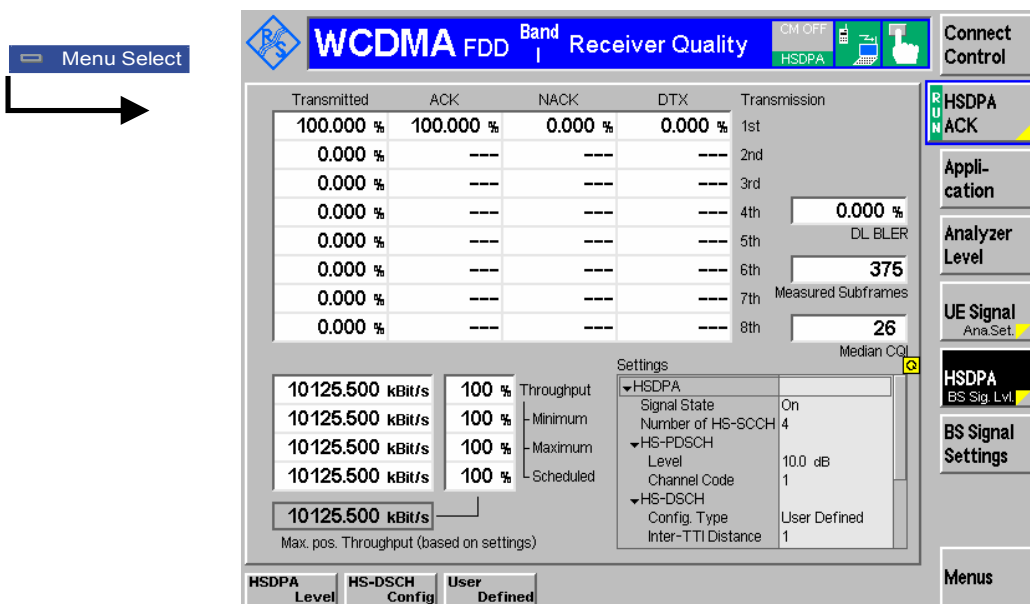 Menu Select
R S
WCDMA FDD Band I Receiver Quality
CM OFF
HSDPA
Connect Control
Transmitted ACK NACK DTX Transmission
100.000 % 100.000 % 0.000 % 0.000 % 1st
0.000 % --- --- --- 2nd
0.000 % --- --- --- 3rd
0.000 % --- --- --- 4th
0.000 % --- --- --- 5th
0.000 % --- --- --- 6th
0.000 % --- --- --- 7th
0.000 % --- --- --- 8th
0.000 %
DL BLER
375
Measured Subframes
26
Median CQI
10125.500 kBit/s 100 % Throughput
10125.500 kBit/s 100 % Minimum
10125.500 kBit/s 100 % Maximum
10125.500 kBit/s 100 % Scheduled
10125.500 kBit/s
Max. pos. Throughput (based on settings)
Settings
HSDPA
Signal State On
Number of HS-SCCH 4
HS-PDSCH
Level 10.0 dB
Channel Code 1
HS-DSCH
Config. Type User Defined
Inter-TTI Distance 1
RUN
HSDPA
ACK
Appli-
cation
Analyzer
Level
UE Signal
Ana.Set.
HSDPA
BS Sig. Lvl.
BS Signal
Settings
Menus
HSDPA
Level
HS-DSCH
Config
User
Defined